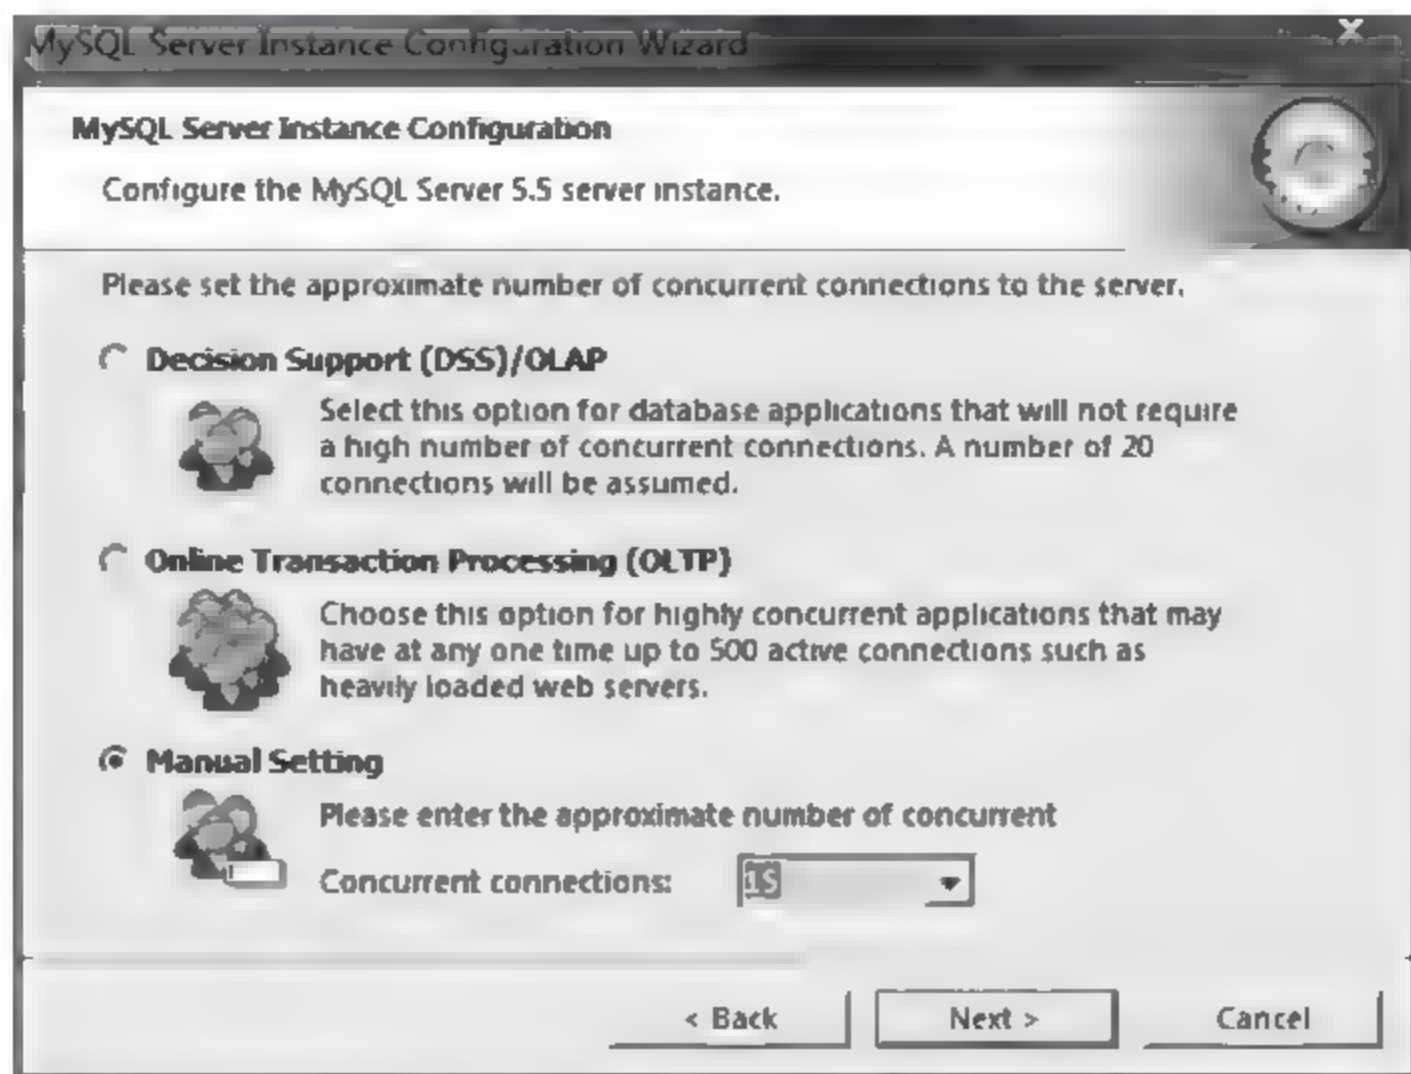 MySQL Server Instance Configuration Wizard
MySQL Server Instance Configuration
Configure the MySQL Server 5.5 server instance.
Please set the approximate number of concurrent connections to the server.
Decision Support (DSS)/OLAP
Select this option for database applications that will not require
a high number of concurrent connections. A number of 20
connections will be assumed.
Online Transaction Processing (OLTP)
Choose this option for highly concurrent applications that may
have at any one time up to 500 active connections such as
heavily loaded web servers.
Manual Setting
Please enter the approximate number of concurrent
Concurrent connections: 15
< Back Next > Cancel